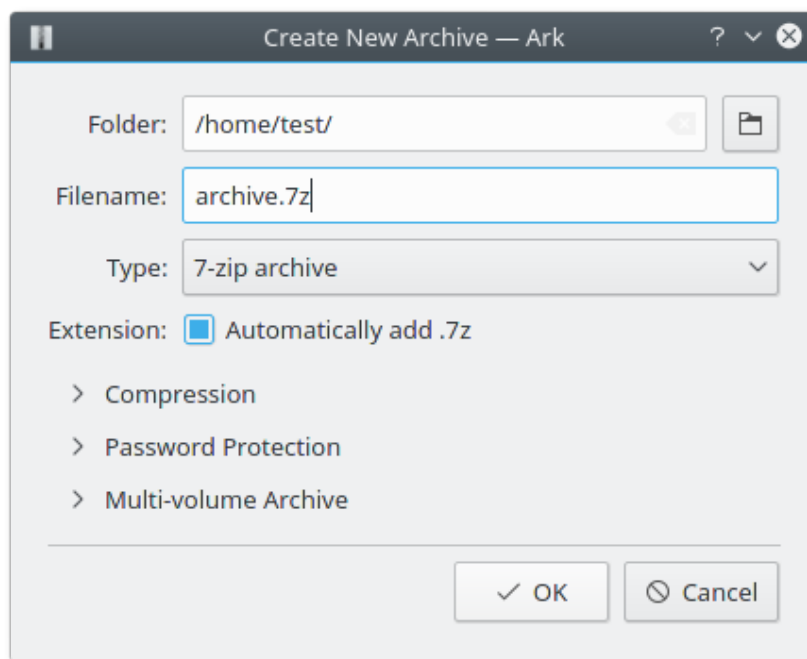 Create New Archive — Ark ?
Folder: /home/test/
Filename: archive.7z
Type: 7-zip archive
Extension: Automatically add .7z
Compression
Password Protection
Multi-volume Archive
OK Cancel